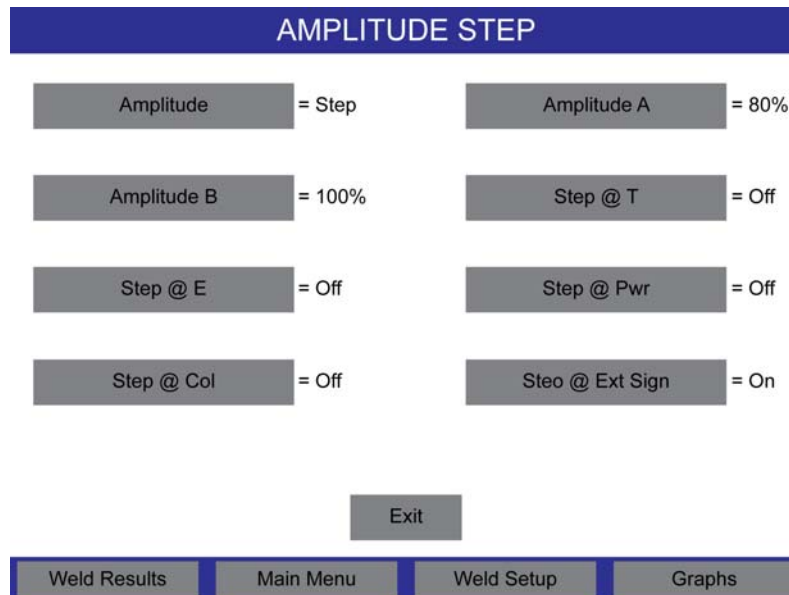 AMPLITUDE STEP
Amplitude = Step
Amplitude A = 80%
Amplitude B = 100%
Step @ T = Off
Step @ E = Off
Step @ Pwr = Off
Step @ Col = Off
Steo @ Ext Sign = On
Exit
Weld Results
Main Menu
Weld Setup
Graphs